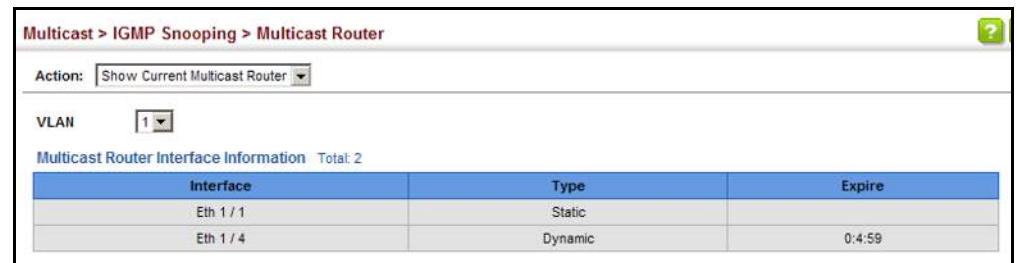 Multicast > IGMP Snooping > Multicast Router
?
Action: Show Current Multicast Router
VLAN 1
Multicast Router Interface Information Total: 2
Interface Type Expire
Eth 1 / 1 Static
Eth 1 / 4 Dynamic 0:4:59